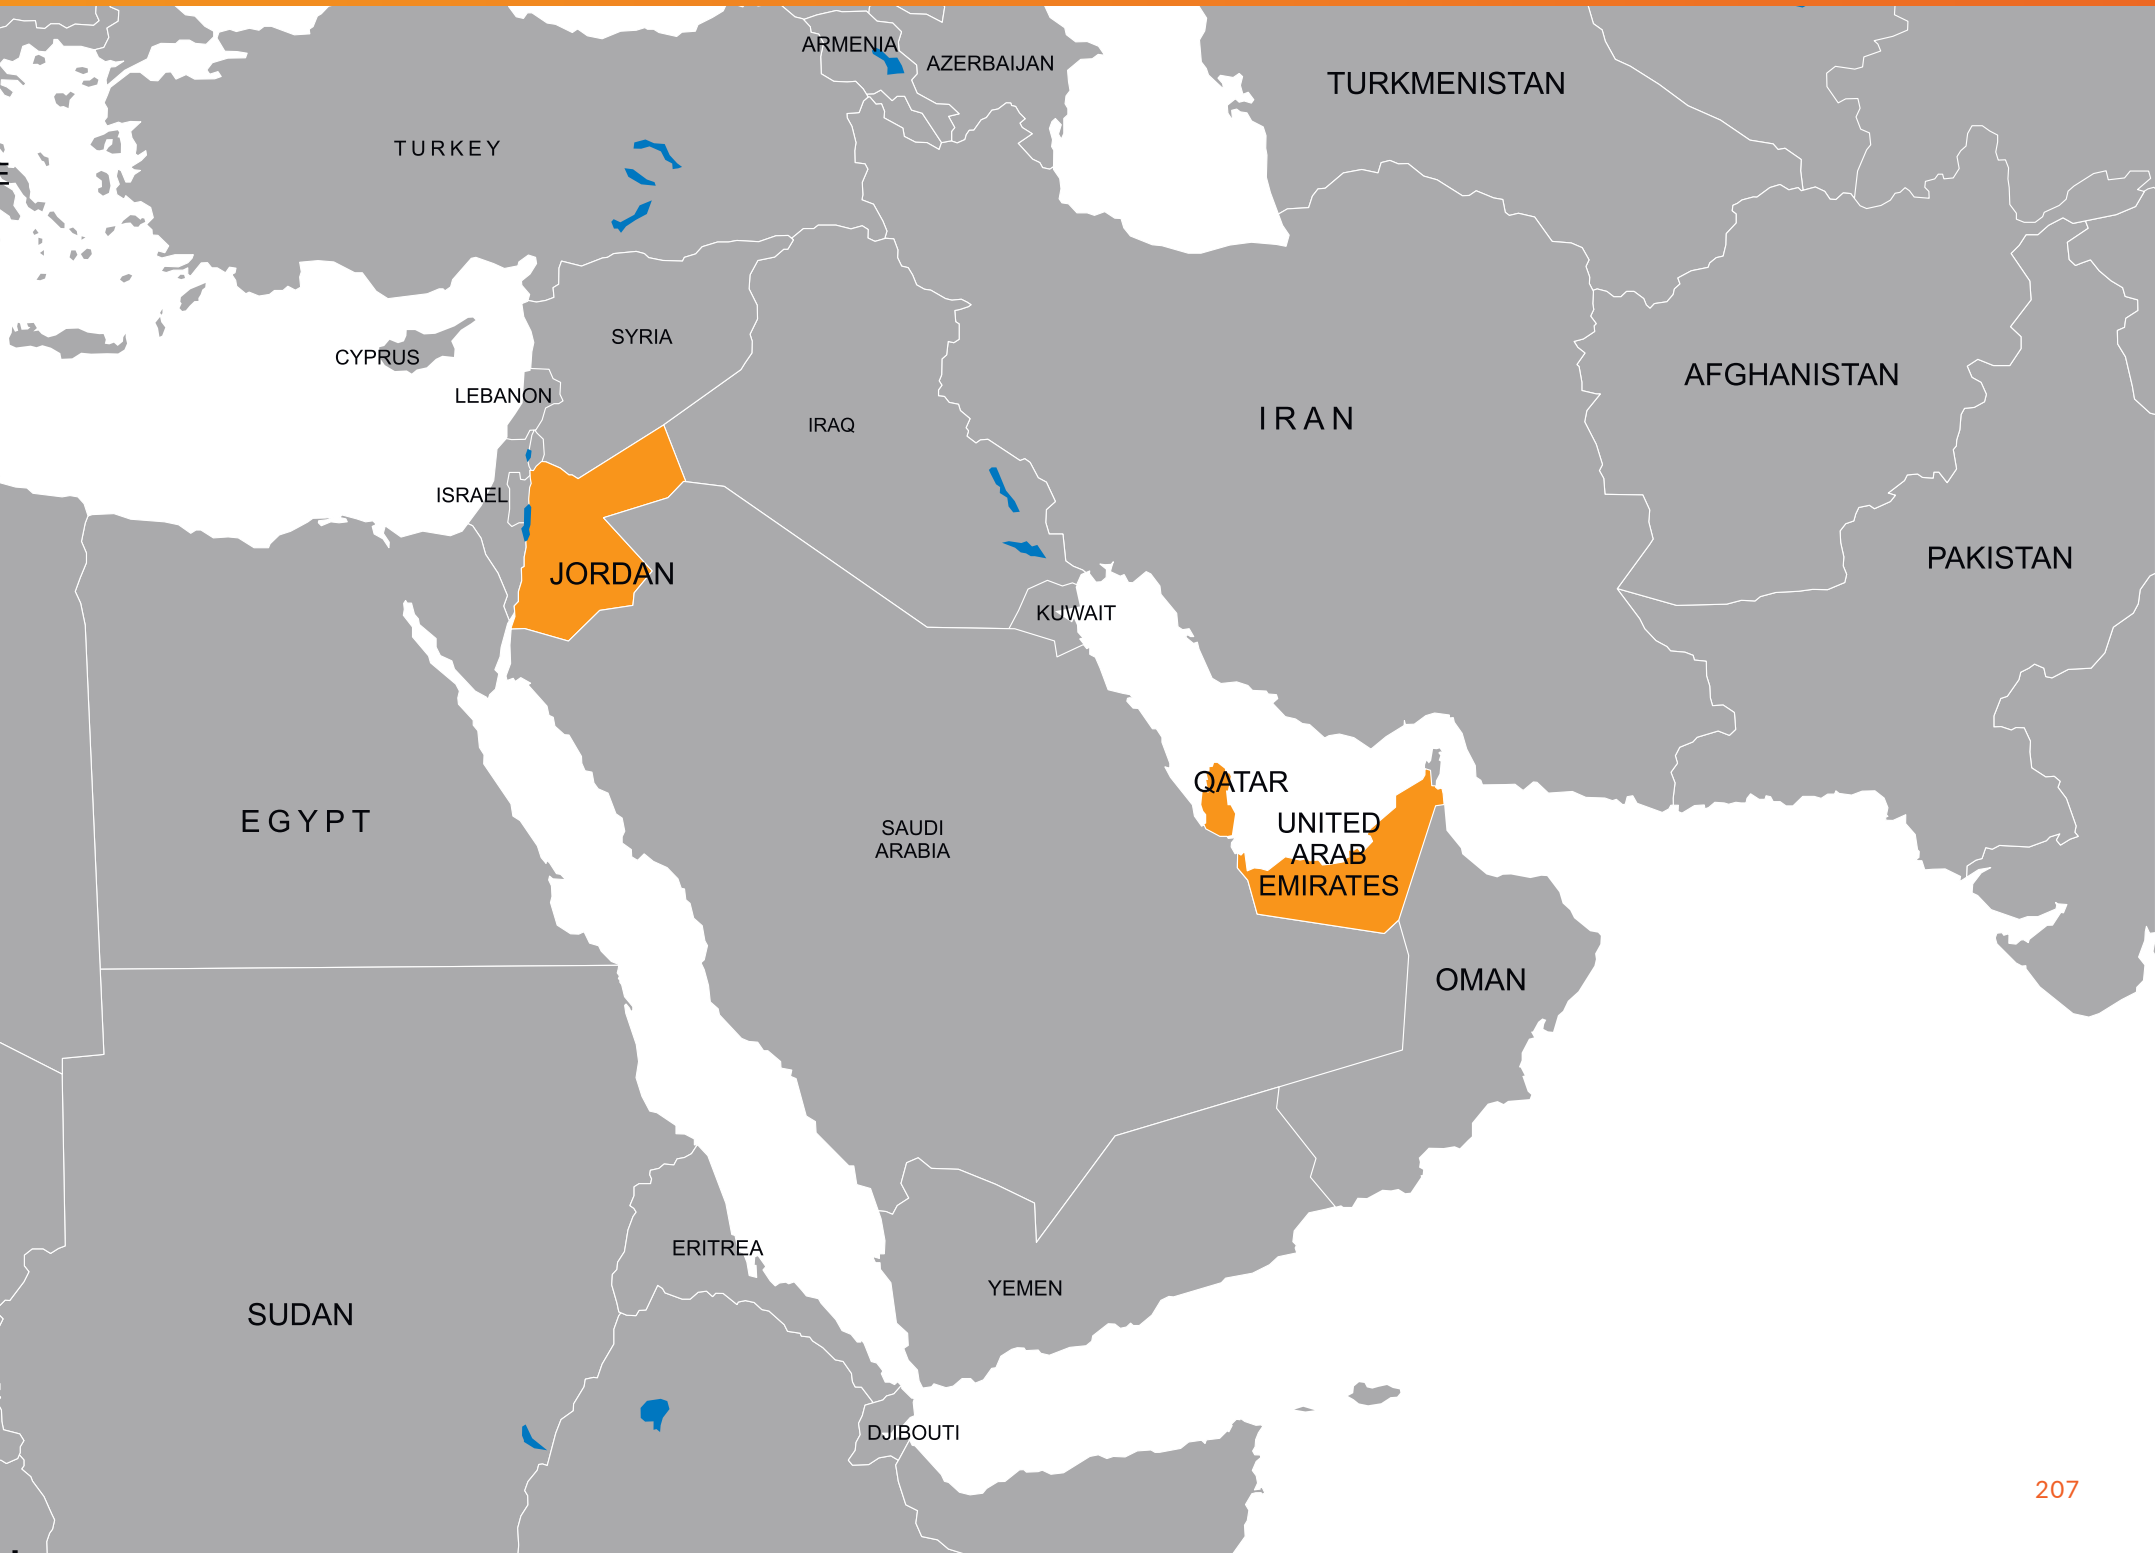 ARMENIA
AZERBAIJAN
TURKMENISTAN
TURKEY
SYRIA
CYPRUS
LEBANON
AFGHANISTAN
IRAQ
IRAN
ISRAEL
PAKISTAN
JORDAN
KUWAIT
QATAR
EGYPT
SAUDI
ARABIA
UNITED
ARAB
EMIRATES
OMAN
ERITREA
YEMEN
SUDAN
DJIBOUTI
207